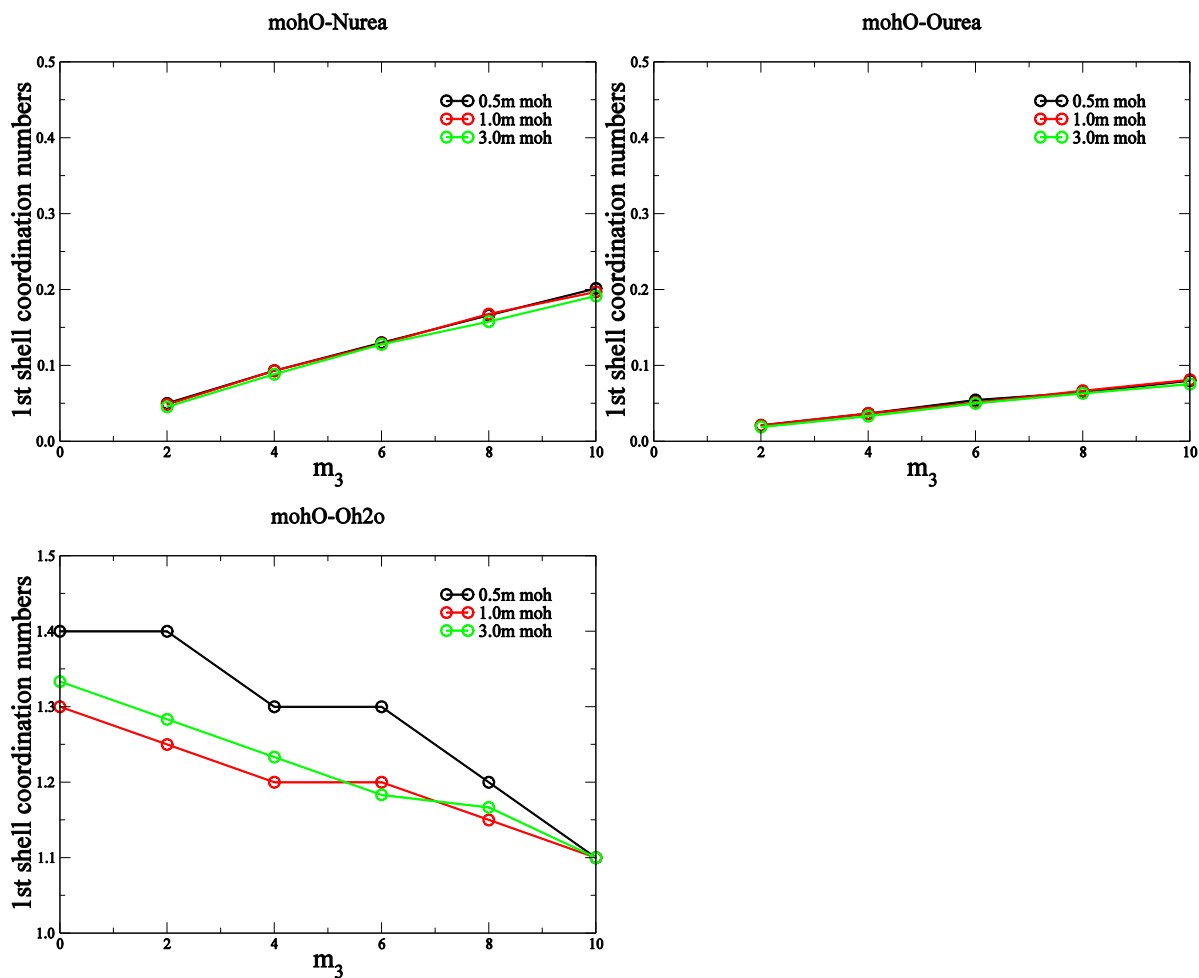 mohO-Nurea
1st shell coordination numbers
0.5
0.4
0.3
0.2
0.1
0.0
0.5m moh
1.0m moh
3.0m moh
0 2 4 6 8 10
m3
mohO-Ourea
1st shell coordination numbers
0.5
0.4
0.3
0.2
0.1
0.0
0.5m moh
1.0m moh
3.0m moh
0 2 4 6 8 10
m3
mohO-Oh2o
1st shell coordination numbers
1.5
1.4
1.3
1.2
1.1
1.0
0.5m moh
1.0m moh
3.0m moh
0 2 4 6 8 10
m3